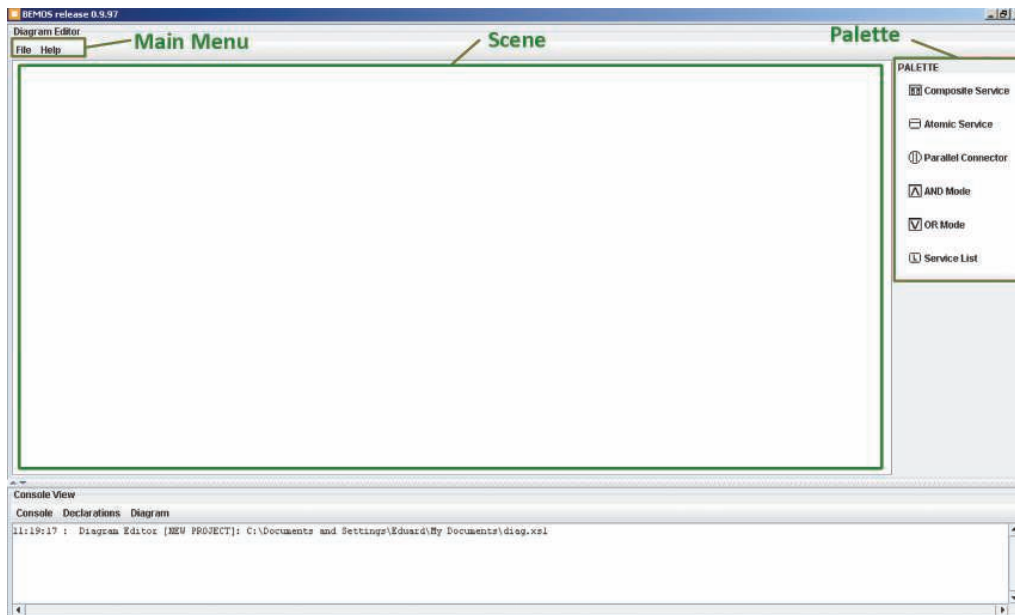 BEMOS release 0.9.97
Diagram Editor
File Help
Main Menu
Scene
Palette
PALETTE
Composite Service
Atomic Service
Parallel Connector
AND Mode
OR Mode
L Service List
Console View
Console Declarations Diagram
11:19:17 : Diagram Editor [NEW PROJECT]: C:\Documents and Settings\Eduard\My Documents\diag.xsl